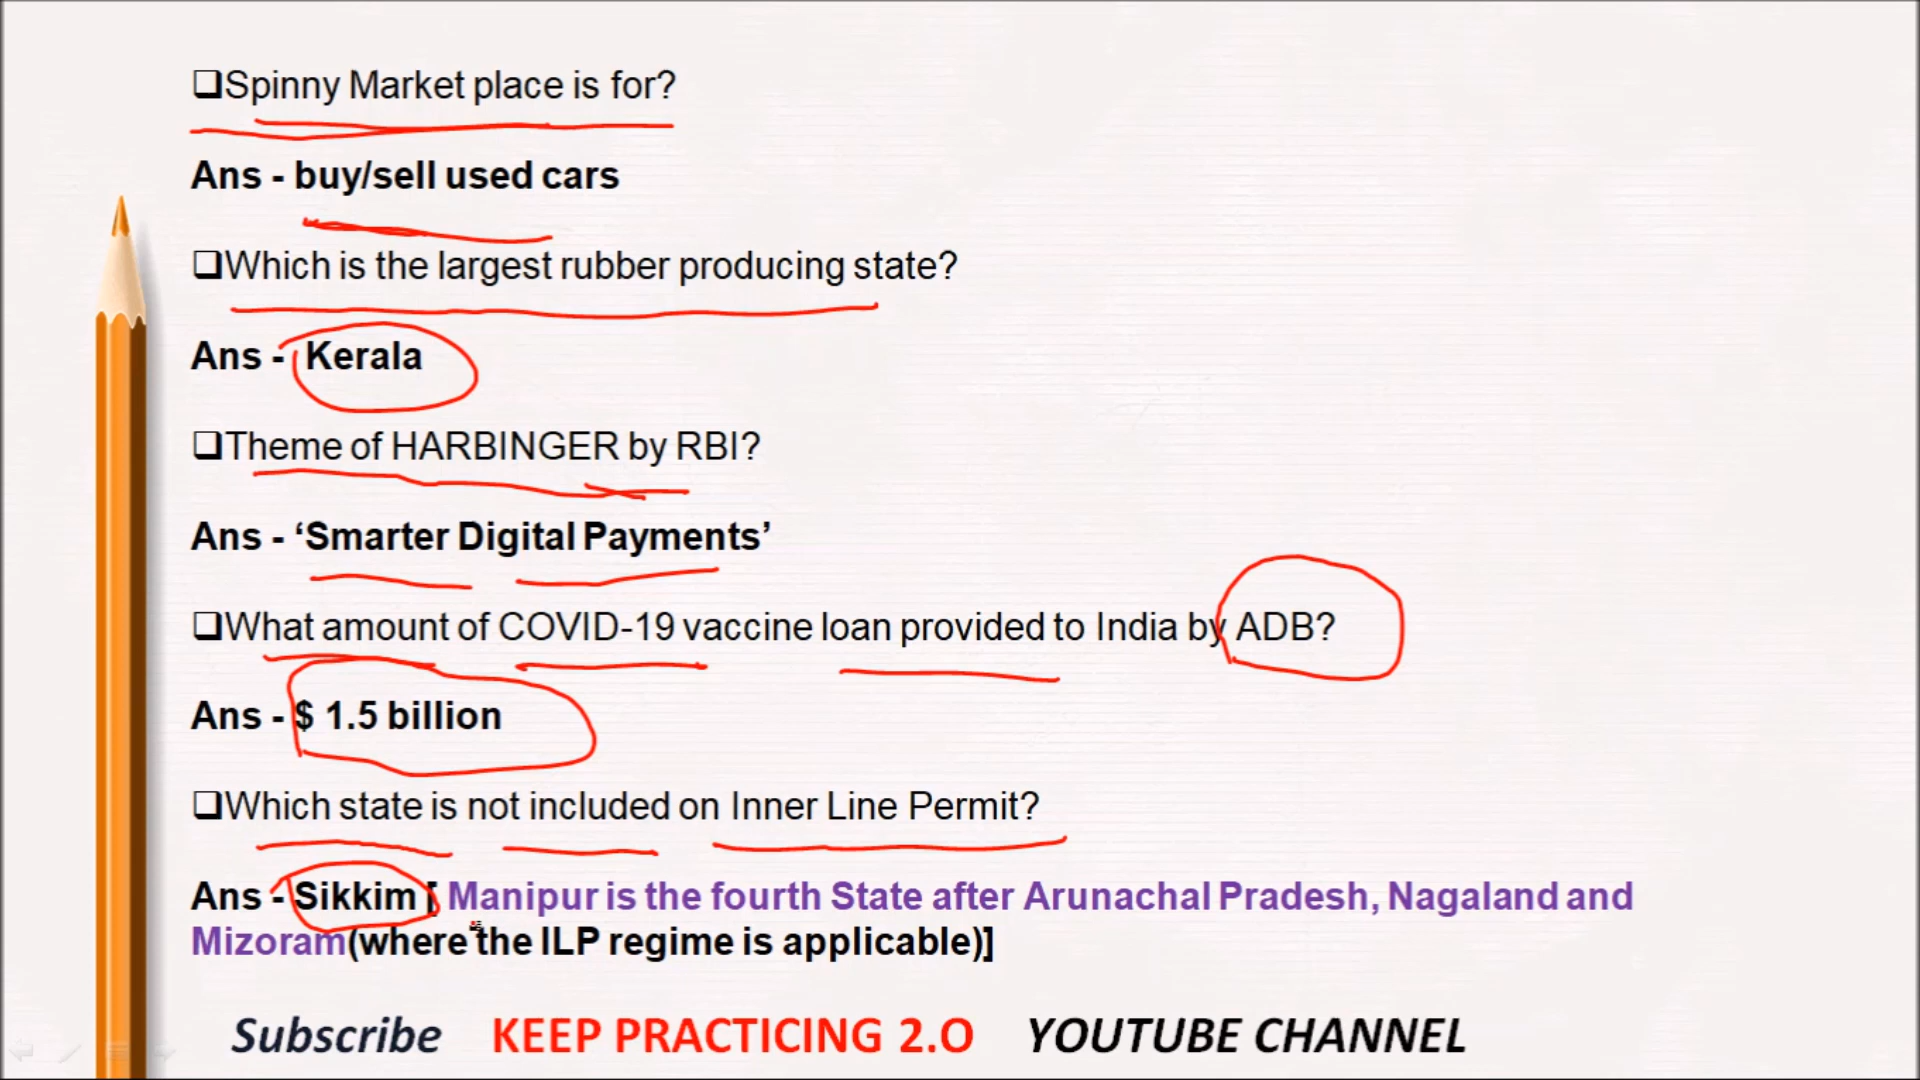 ❑Spinny Market place is for?
Ans - buy/sell used cars
❑Which is the largest rubber producing state?
Ans - Kerala
❑Theme of HARBINGER by RBI?
Ans - ‘Smarter Digital Payments’
❑What amount of COVID-19 vaccine loan provided to India by ADB?
Ans - $ 1.5 billion
❑Which state is not included on Inner Line Permit?
Ans - Sikkim [ Manipur is the fourth State after Arunachal Pradesh, Nagaland and
Mizoram(where the ILP regime is applicable)]
Subscribe KEEP PRACTICING 2.O YOUTUBE CHANNEL